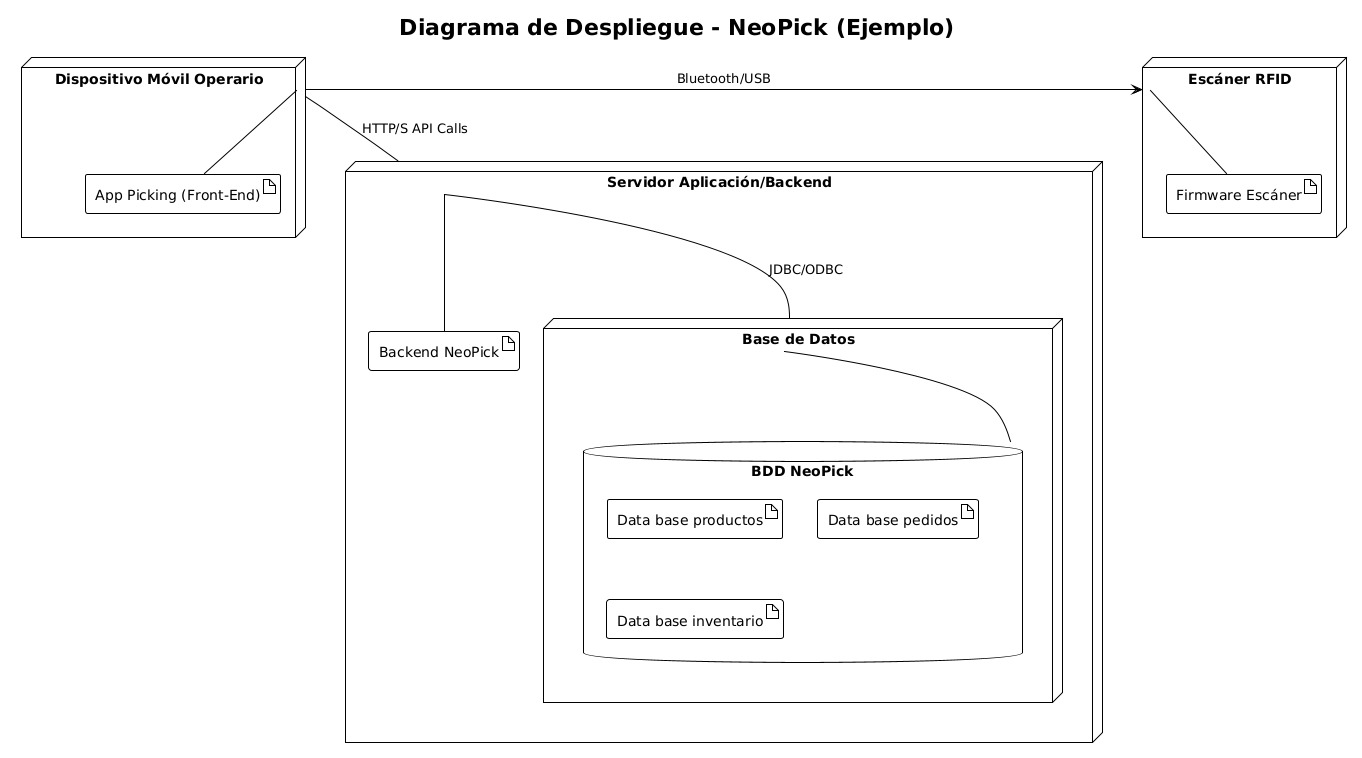 Diagrama de Despliegue - NeoPick (Ejemplo)
Dispositivo Móvil Operario
Bluetooth/USB
Escáner RFID
HTTP/S API Calls
App Picking (Front-End)
Firmware Escáner
Servidor Aplicación/Backend
JDBC/ODBC
Backend NeoPick
Base de Datos
BDD NeoPick
Data base productos
Data base pedidos
Data base inventario